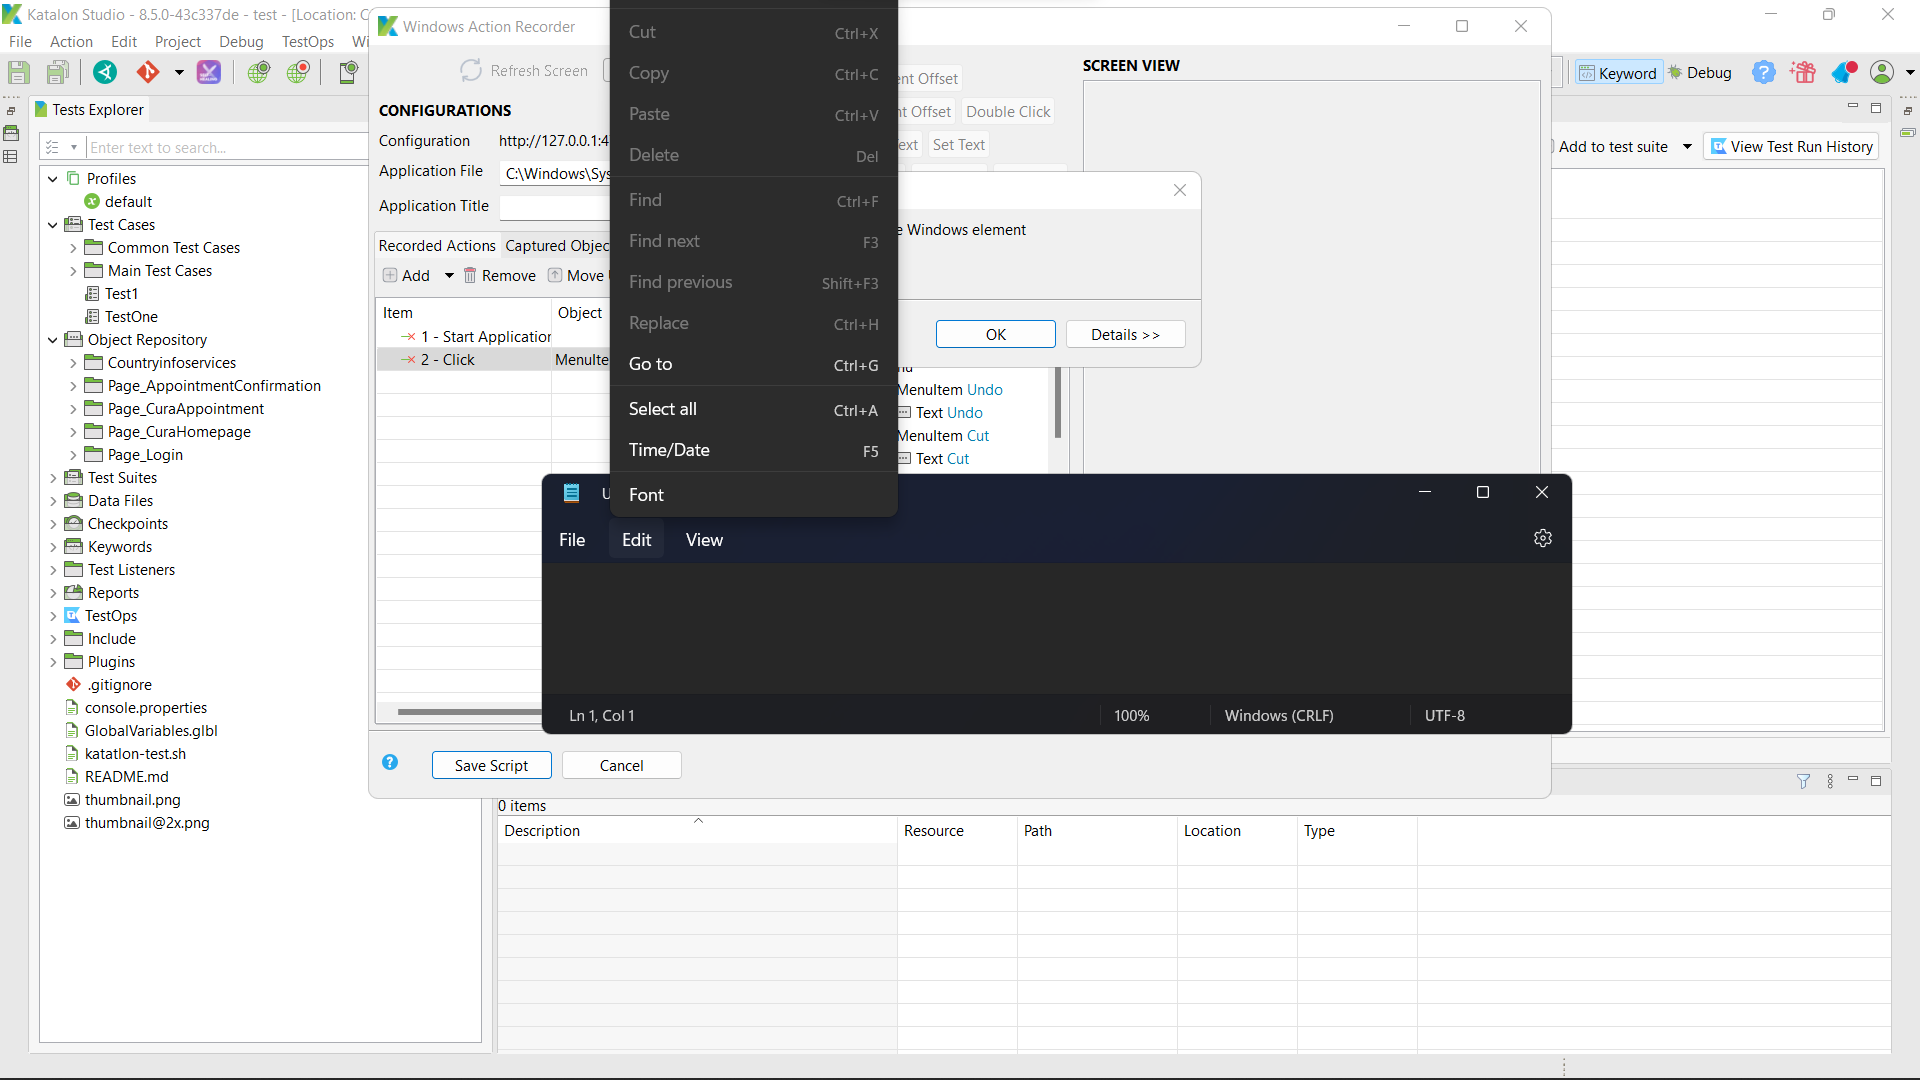 Katalon Studio - 8.5.0-43c337de - test - [Location: C
File Action Edit Project Debug TestOps Wi
Keyword
Debug
Tests Explorer
Enter text to search...
Profiles
default
Test Cases
Common Test Cases
Main Test Cases
Test1
TestOne
Object Repository
Countryinfoservices
Page_AppointmentConfirmation
Page_CuraAppointment
Page_CuraHomepage
Page_Login
Test Suites
Data Files
Checkpoints
Keywords
Test Listeners
Reports
TestOps
Include
Plugins
.gitignore
console.properties
GlobalVariables.glbl
katatlon-test.sh
README.md
thumbnail.png
thumbnail@2x.png
Windows Action Recorder
Refresh Screen
CONFIGURATIONS
Configuration http://127.0.0.1:4
Application File C:\Windows\Sys
Application Title
Recorded Actions Captured Objec
Add Remove Move
Item Object
1 - Start Application
2 - Click MenuIte
Save Script Cancel
Cut Ctrl+X
Copy Ctrl+C
Paste Ctrl+V
Delete Del
Find Ctrl+F
Find next F3
Find previous Shift+F3
Replace Ctrl+H
Go to Ctrl+G
Select all Ctrl+A
Time/Date F5
Font
ent Offset
nt Offset Double Click
ext Set Text
SCREEN VIEW
e Windows element
OK Details >>
MenuItem Undo
Text Undo
MenuItem Cut
Text Cut
File Edit View
Ln 1, Col 1 100% Windows (CRLF) UTF-8
Add to test suite View Test Run History
0 items
Description Resource Path Location Type